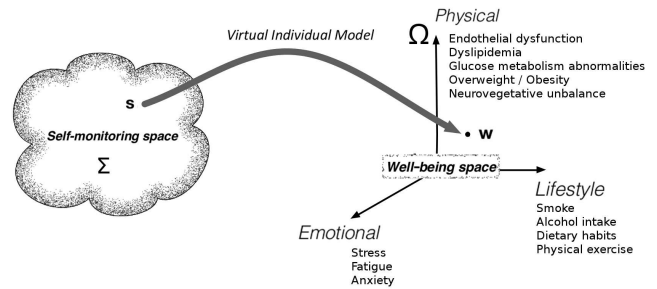 Physical
Virtual Individual Model
Ω
Endothelial dysfunction
Dyslipidemia
Glucose metabolism abnormalities
Overweight / Obesity
Neurovegetative unbalance
s
w
Self-monitoring space
Σ
Well-being space
Lifestyle
Smoke
Alcohol intake
Dietary habits
Physical exercise
Emotional
Stress
Fatigue
Anxiety